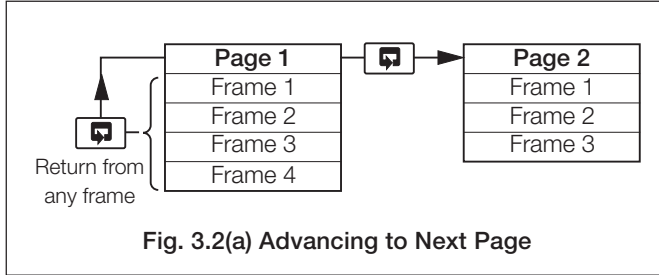 Page 1
Frame 1
Frame 2
Frame 3
Frame 4
Return from
any frame
Page 2
Frame 1
Frame 2
Frame 3
Fig. 3.2(a) Advancing to Next Page